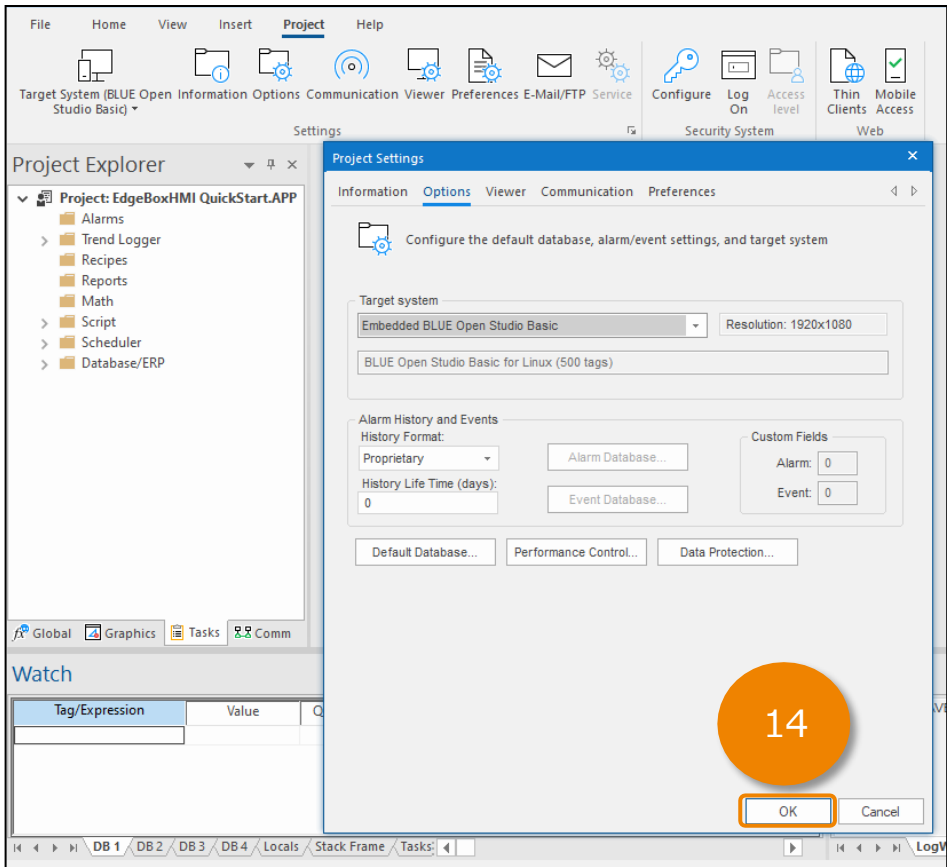 File Home View Insert Project Help
Target System (BLUE Open Studio Basic) Information Options Communication Viewer Preferences E-Mail/FTP Service Configure Log On Access level Thin Clients Mobile Access
Settings Security System Web
Project Explorer
Project: EdgeBoxHMI QuickStart.APP
Alarms
Trend Logger
Recipes
Reports
Math
Script
Scheduler
Database/ERP
Global Graphics Tasks Comm
Project Settings
Information Options Viewer Communication Preferences
Configure the default database, alarm/event settings, and target system
Target system
Embedded BLUE Open Studio Basic Resolution: 1920x1080
BLUE Open Studio Basic for Linux (500 tags)
Alarm History and Events
History Format:
Proprietary
History Life Time (days):
0
Alarm Database...
Event Database...
Custom Fields
Alarm: 0
Event: 0
Default Database... Performance Control... Data Protection...
14
OK Cancel
Watch
Tag/Expression Value
DB 1 DB 2 DB 3 DB 4 Locals Stack Frame Tasks